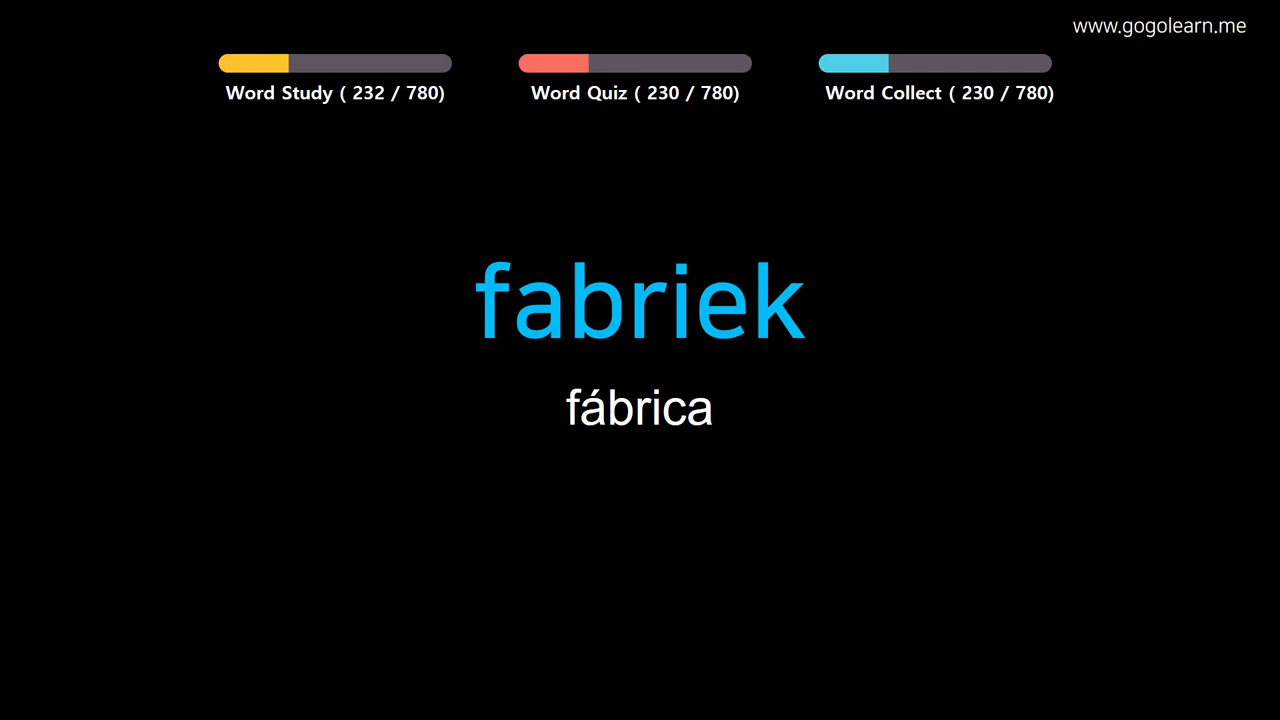 www.gogolearn.me
Word Study ( 232 / 780)
Word Quiz ( 230 / 780)
Word Collect ( 230 / 780)
fabriek
fábrica